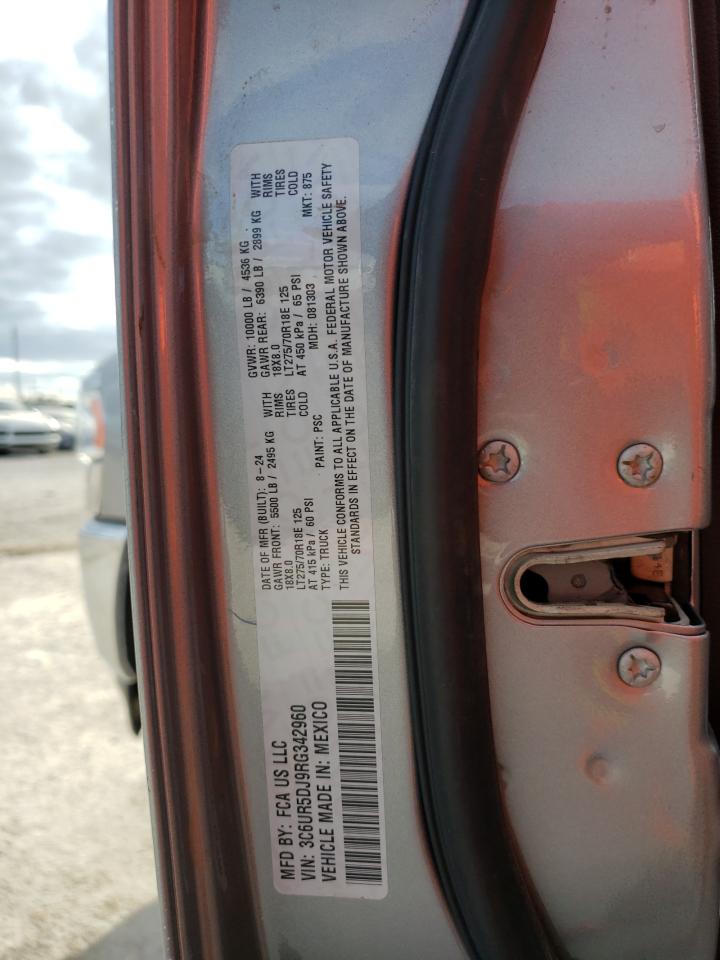 MFD BY: FCA US LLC
VIN: 3C6UR5DJ9RG342960
VEHICLE MADE IN: MEXICO
DATE OF MFR (BUILT): 8-24
GAWR FRONT: 5500 LB / 2495 KG WITH
18X8.0 RIMS
LT275/70R18E 125 TIRES
AT 415 kPa / 60 PSI COLD
TYPE: TRUCK PAINT: PSC
GVWR: 10000 LB / 4536 KG
GAWR REAR: 6390 LB / 2899 KG WITH
18X8.0 RIMS
LT275/70R18E 125 TIRES
AT 450 kPa / 65 PSI COLD
MDH: 081303 MKT: 875
THIS VEHICLE CONFORMS TO ALL APPLICABLE U.S.A. FEDERAL MOTOR VEHICLE SAFETY
STANDARDS IN EFFECT ON THE DATE OF MANUFACTURE SHOWN ABOVE.